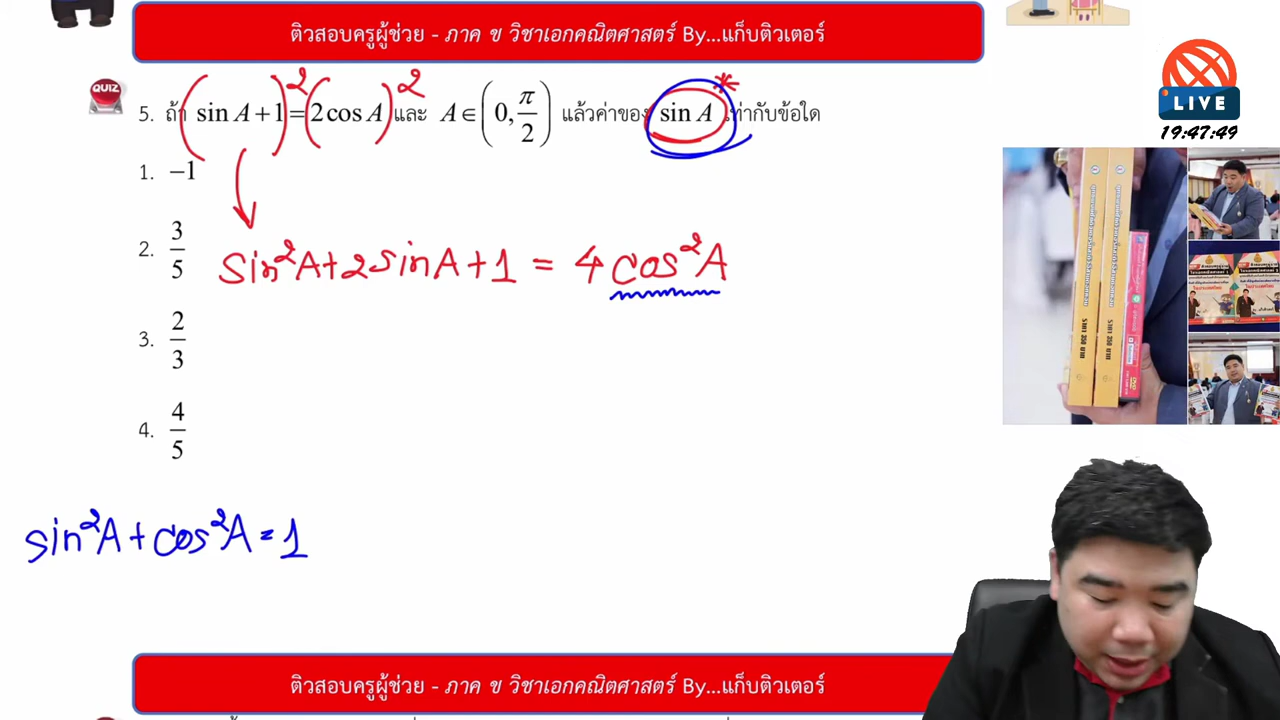 ติวสอบครูผู้ช่วย - ภาค ข วิชาเอกคณิตศาสตร์ By...แก็บติวเตอร์
QUIZ
5. ถ้า (sin A + 1)² = (2cos A)² และ A ∈ (0, π/2) แล้วค่าของ sin A เท่ากับข้อใด
*
1. −1
2. 3/5
sin²A + 2sinA + 1 = 4cos²A
3. 2/3
4. 4/5
sin²A + cos²A = 1
ติวสอบครูผู้ช่วย - ภาค ข วิชาเอกคณิตศาสตร์ By...แก็บติวเตอร์
LIVE
19:47:49